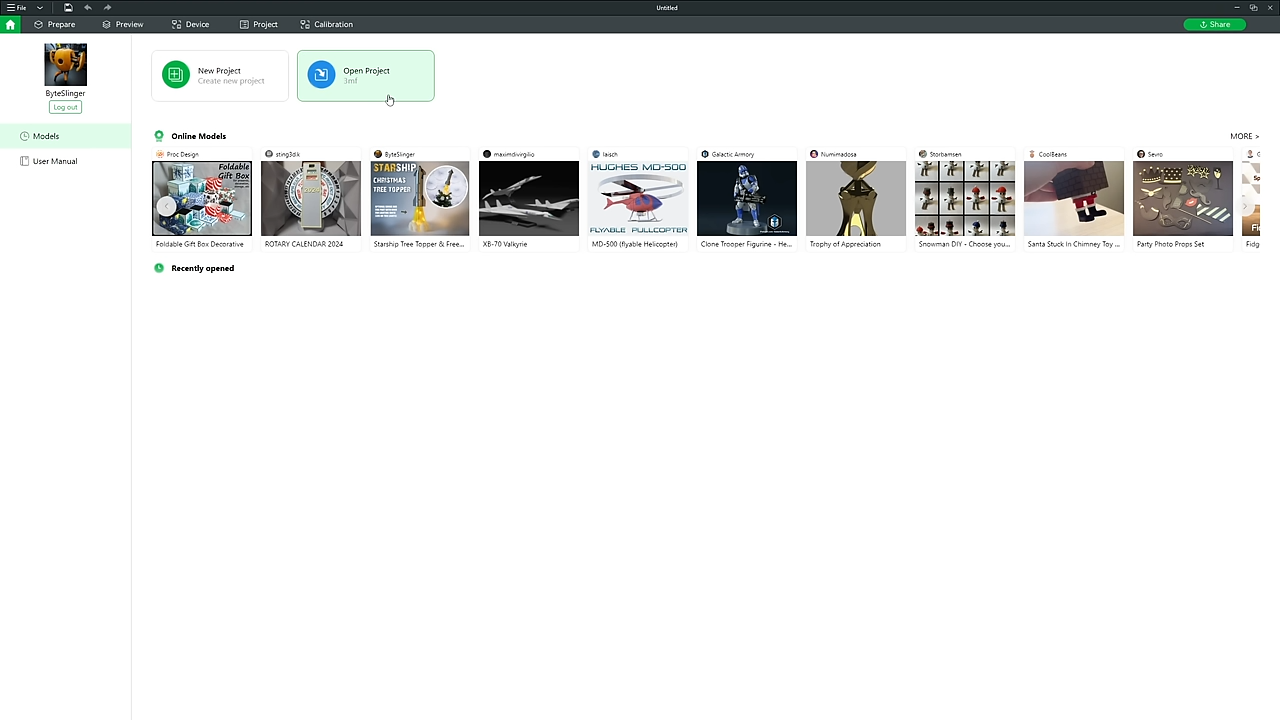 File
Untitled
Prepare
Preview
Device
Project
Calibration
Share
ByteSlinger
Log out
Models
User Manual
New Project
Create new project
Open Project
3mf
Online Models
MORE >
Proc Design
sting3d.k
ByteSlinger
maximdivirgilio
laisch
Galactic Armory
Numimadosa
Storbamsen
CoolBeans
Sevro
Foldable
Gift Box
2024
STARSHIP
CHRISTMAS
TREE TOPPER
HUGHES MD-500
FLYABLE PULLCOPTER
Foldable Gift Box Decorative
ROTARY CALENDAR 2024
Starship Tree Topper & Free...
XB-70 Valkyrie
MD-500 (flyable Helicopter)
Clone Trooper Figurine - He...
Trophy of Appreciation
Snowman DIY - Choose you...
Santa Stuck In Chimney Toy ...
Party Photo Props Set
Fidg
Recently opened